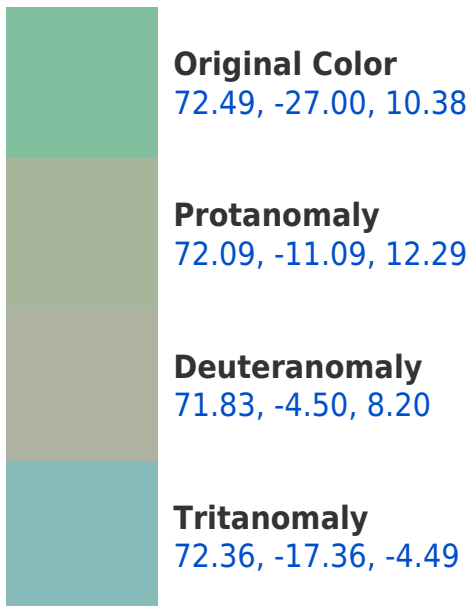 Original Color
72.49, -27.00, 10.38
Protanomaly
72.09, -11.09, 12.29
Deuteranomaly
71.83, -4.50, 8.20
Tritanomaly
72.36, -17.36, -4.49